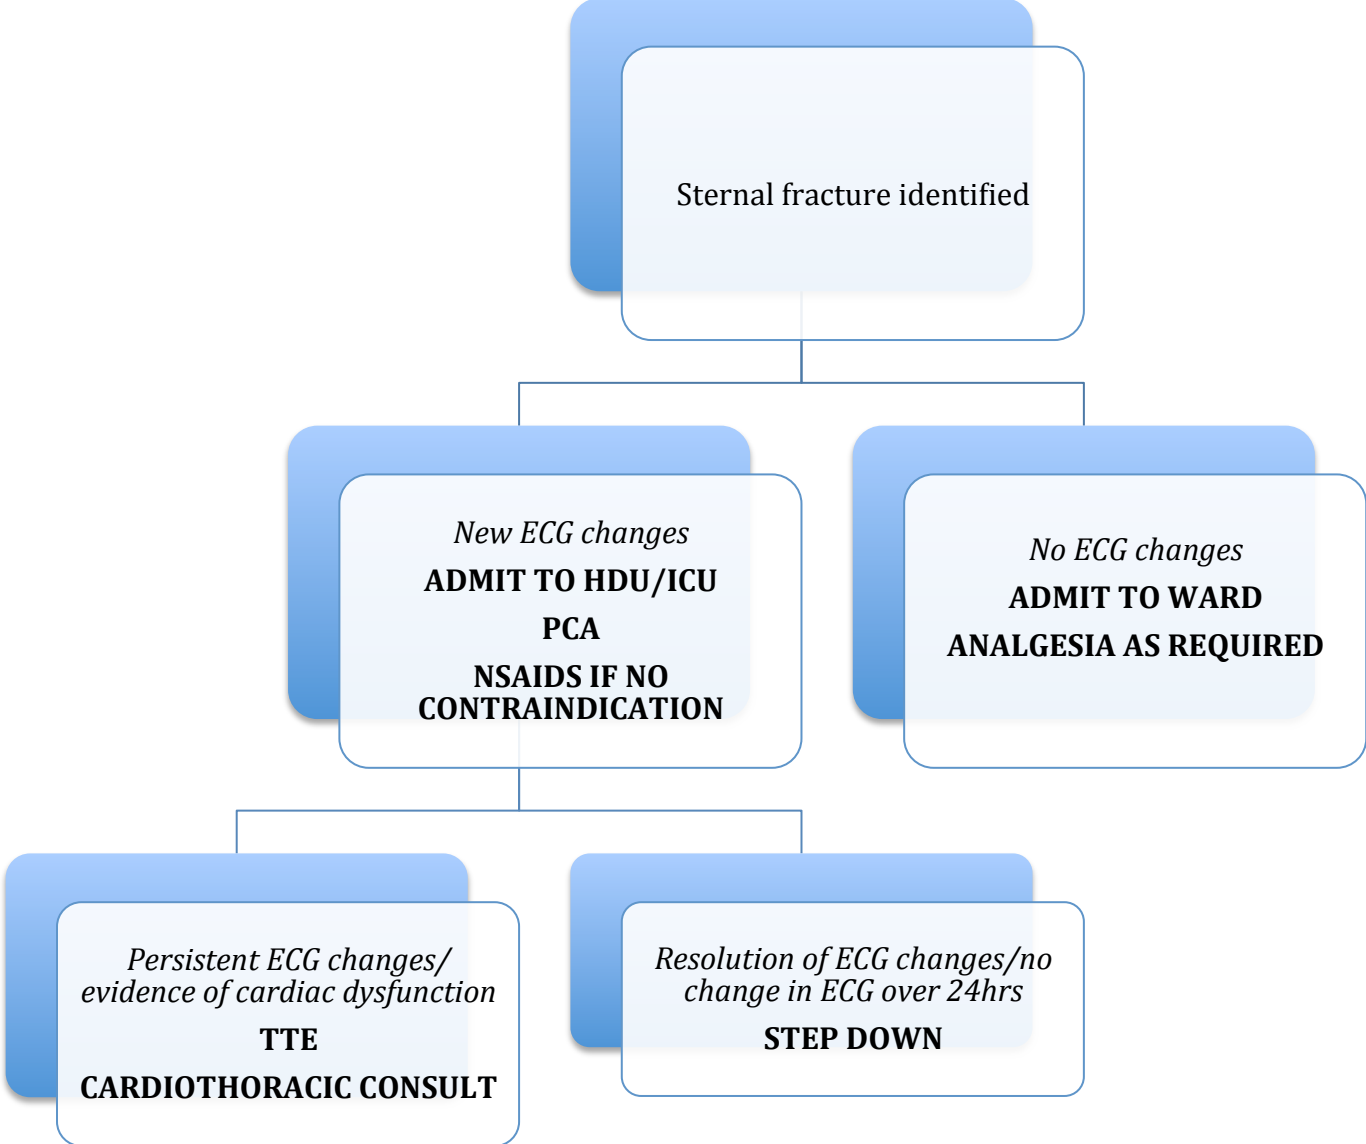 Sternal fracture identified
New ECG changes
ADMIT TO HDU/ICU
PCA
NSAIDS IF NO
CONTRAINDICATION
No ECG changes
ADMIT TO WARD
ANALGESIA AS REQUIRED
Persistent ECG changes/
evidence of cardiac dysfunction
TTE
CARDIOTHORACIC CONSULT
Resolution of ECG changes/no
change in ECG over 24hrs
STEP DOWN